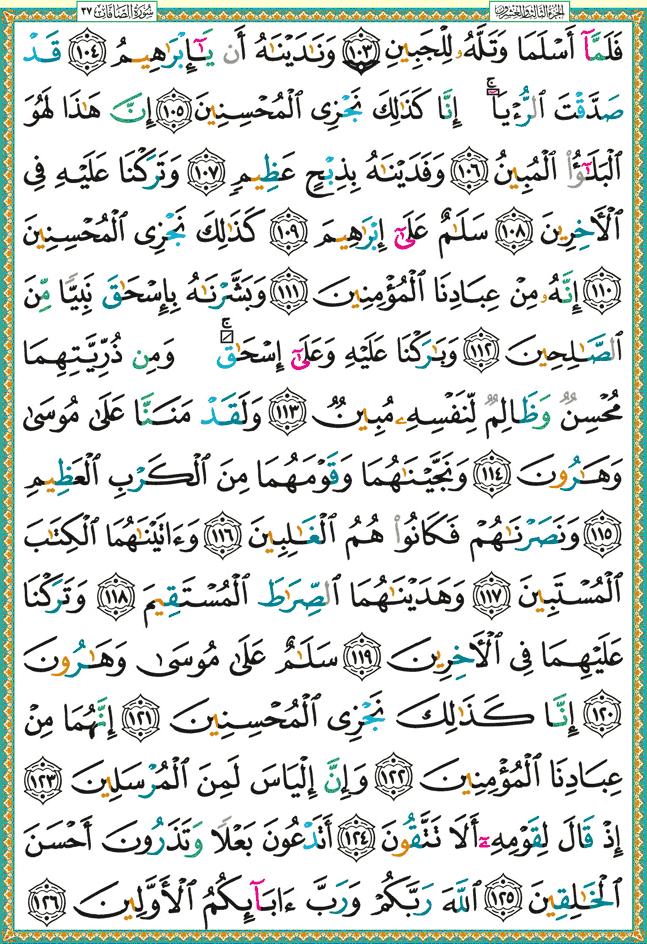 الجزء الثالث والعشرون سورة الصافات ٣٧
فَلَمَّآ أَسْلَمَا وَتَلَّهُۥ لِلْجَبِينِ ١٠٣ وَنَٰدَيْنَٰهُ أَن يَٰٓإِبْرَٰهِيمُ ١٠٤ قَدْ
صَدَّقْتَ ٱلرُّءْيَآ ۚ إِنَّا كَذَٰلِكَ نَجْزِى ٱلْمُحْسِنِينَ ١٠٥ إِنَّ هَٰذَا لَهُوَ
ٱلْبَلَٰٓؤُا۟ ٱلْمُبِينُ ١٠٦ وَفَدَيْنَٰهُ بِذِبْحٍ عَظِيمٍ ١٠٧ وَتَرَكْنَا عَلَيْهِ فِى
ٱلْءَاخِرِينَ ١٠٨ سَلَٰمٌ عَلَىٰٓ إِبْرَٰهِيمَ ١٠٩ كَذَٰلِكَ نَجْزِى ٱلْمُحْسِنِينَ
١١٠ إِنَّهُۥ مِنْ عِبَادِنَا ٱلْمُؤْمِنِينَ ١١١ وَبَشَّرْنَٰهُ بِإِسْحَٰقَ نَبِيًّا مِّنَ
ٱلصَّٰلِحِينَ ١١٢ وَبَٰرَكْنَا عَلَيْهِ وَعَلَىٰٓ إِسْحَٰقَ ۚ وَمِن ذُرِّيَّتِهِمَا
مُحْسِنٌ وَظَالِمٌ لِّنَفْسِهِۦ مُبِينٌ ١١٣ وَلَقَدْ مَنَنَّا عَلَىٰ مُوسَىٰ
وَهَٰرُونَ ١١٤ وَنَجَّيْنَٰهُمَا وَقَوْمَهُمَا مِنَ ٱلْكَرْبِ ٱلْعَظِيمِ
١١٥ وَنَصَرْنَٰهُمْ فَكَانُوا۟ هُمُ ٱلْغَٰلِبِينَ ١١٦ وَءَاتَيْنَٰهُمَا ٱلْكِتَٰبَ
ٱلْمُسْتَبِينَ ١١٧ وَهَدَيْنَٰهُمَا ٱلصِّرَٰطَ ٱلْمُسْتَقِيمَ ١١٨ وَتَرَكْنَا
عَلَيْهِمَا فِى ٱلْءَاخِرِينَ ١١٩ سَلَٰمٌ عَلَىٰ مُوسَىٰ وَهَٰرُونَ
١٢٠ إِنَّا كَذَٰلِكَ نَجْزِى ٱلْمُحْسِنِينَ ١٢١ إِنَّهُمَا مِنْ
عِبَادِنَا ٱلْمُؤْمِنِينَ ١٢٢ وَإِنَّ إِلْيَاسَ لَمِنَ ٱلْمُرْسَلِينَ ١٢٣
إِذْ قَالَ لِقَوْمِهِۦٓ أَلَا تَتَّقُونَ ١٢٤ أَتَدْعُونَ بَعْلًا وَتَذَرُونَ أَحْسَنَ
ٱلْخَٰلِقِينَ ١٢٥ ٱللَّهَ رَبَّكُمْ وَرَبَّ ءَابَآئِكُمُ ٱلْأَوَّلِينَ ١٢٦